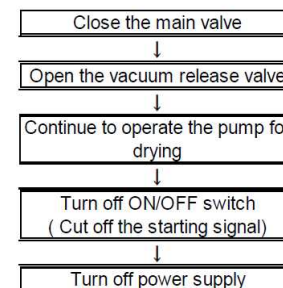 Close the main valve
↓
Open the vacuum release valve
↓
Continue to operate the pump fo
drying
↓
Turn off ON/OFF switch
( Cut off the starting signal)
↓
Turn off power supply